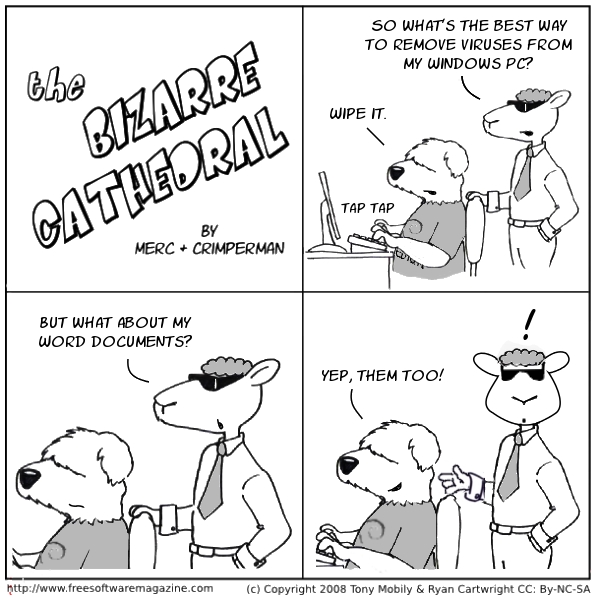 the
BIZARRE
CATHEDRAL
BY
MERC + CRIMPERMAN
SO WHAT'S THE BEST WAY
TO REMOVE VIRUSES FROM
MY WINDOWS PC?
WIPE IT.
TAP TAP
BUT WHAT ABOUT MY
WORD DOCUMENTS?
!
YEP, THEM TOO!
http://www.freesoftwaremagazine.com (c) Copyright 2008 Tony Mobily & Ryan Cartwright CC: By-NC-SA